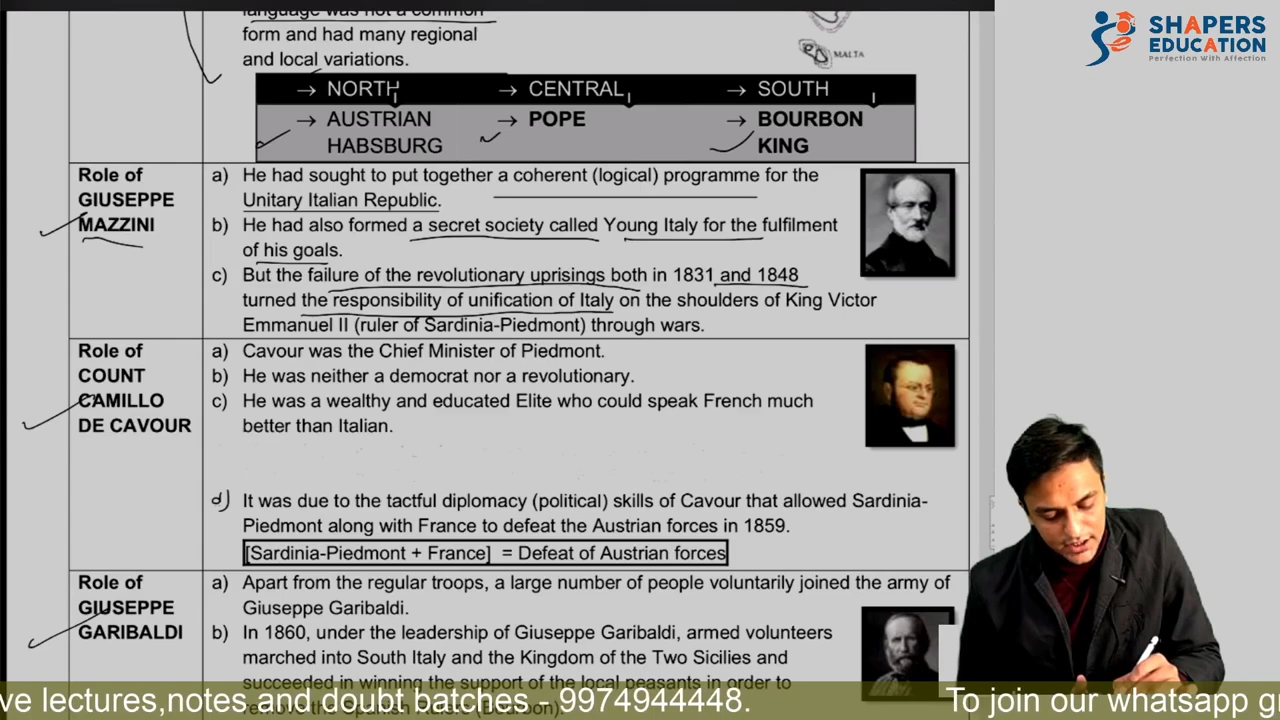 language was not a common
form and had many regional
and local variations.
MALTA
SHAPERS
EDUCATION
Perfection With Affection
→ NORTH → CENTRAL → SOUTH
→ AUSTRIAN HABSBURG → POPE → BOURBON KING
Role of
GIUSEPPE
MAZZINI
a) He had sought to put together a coherent (logical) programme for the
Unitary Italian Republic.
b) He had also formed a secret society called Young Italy for the fulfilment
of his goals.
c) But the failure of the revolutionary uprisings both in 1831 and 1848
turned the responsibility of unification of Italy on the shoulders of King Victor
Emmanuel II (ruler of Sardinia-Piedmont) through wars.
Role of
COUNT
CAMILLO
DE CAVOUR
a) Cavour was the Chief Minister of Piedmont.
b) He was neither a democrat nor a revolutionary.
c) He was a wealthy and educated Elite who could speak French much
better than Italian.
d) It was due to the tactful diplomacy (political) skills of Cavour that allowed Sardinia-
Piedmont along with France to defeat the Austrian forces in 1859.
[Sardinia-Piedmont + France] = Defeat of Austrian forces
Role of
GIUSEPPE
GARIBALDI
a) Apart from the regular troops, a large number of people voluntarily joined the army of
Giuseppe Garibaldi.
b) In 1860, under the leadership of Giuseppe Garibaldi, armed volunteers
marched into South Italy and the Kingdom of the Two Sicilies and
succeeded in winning the support of the local peasants in order to
remove the Spanish Rulers (Bourbon).
ve lectures,notes and doubt batches - 9974944448. To join our whatsapp g